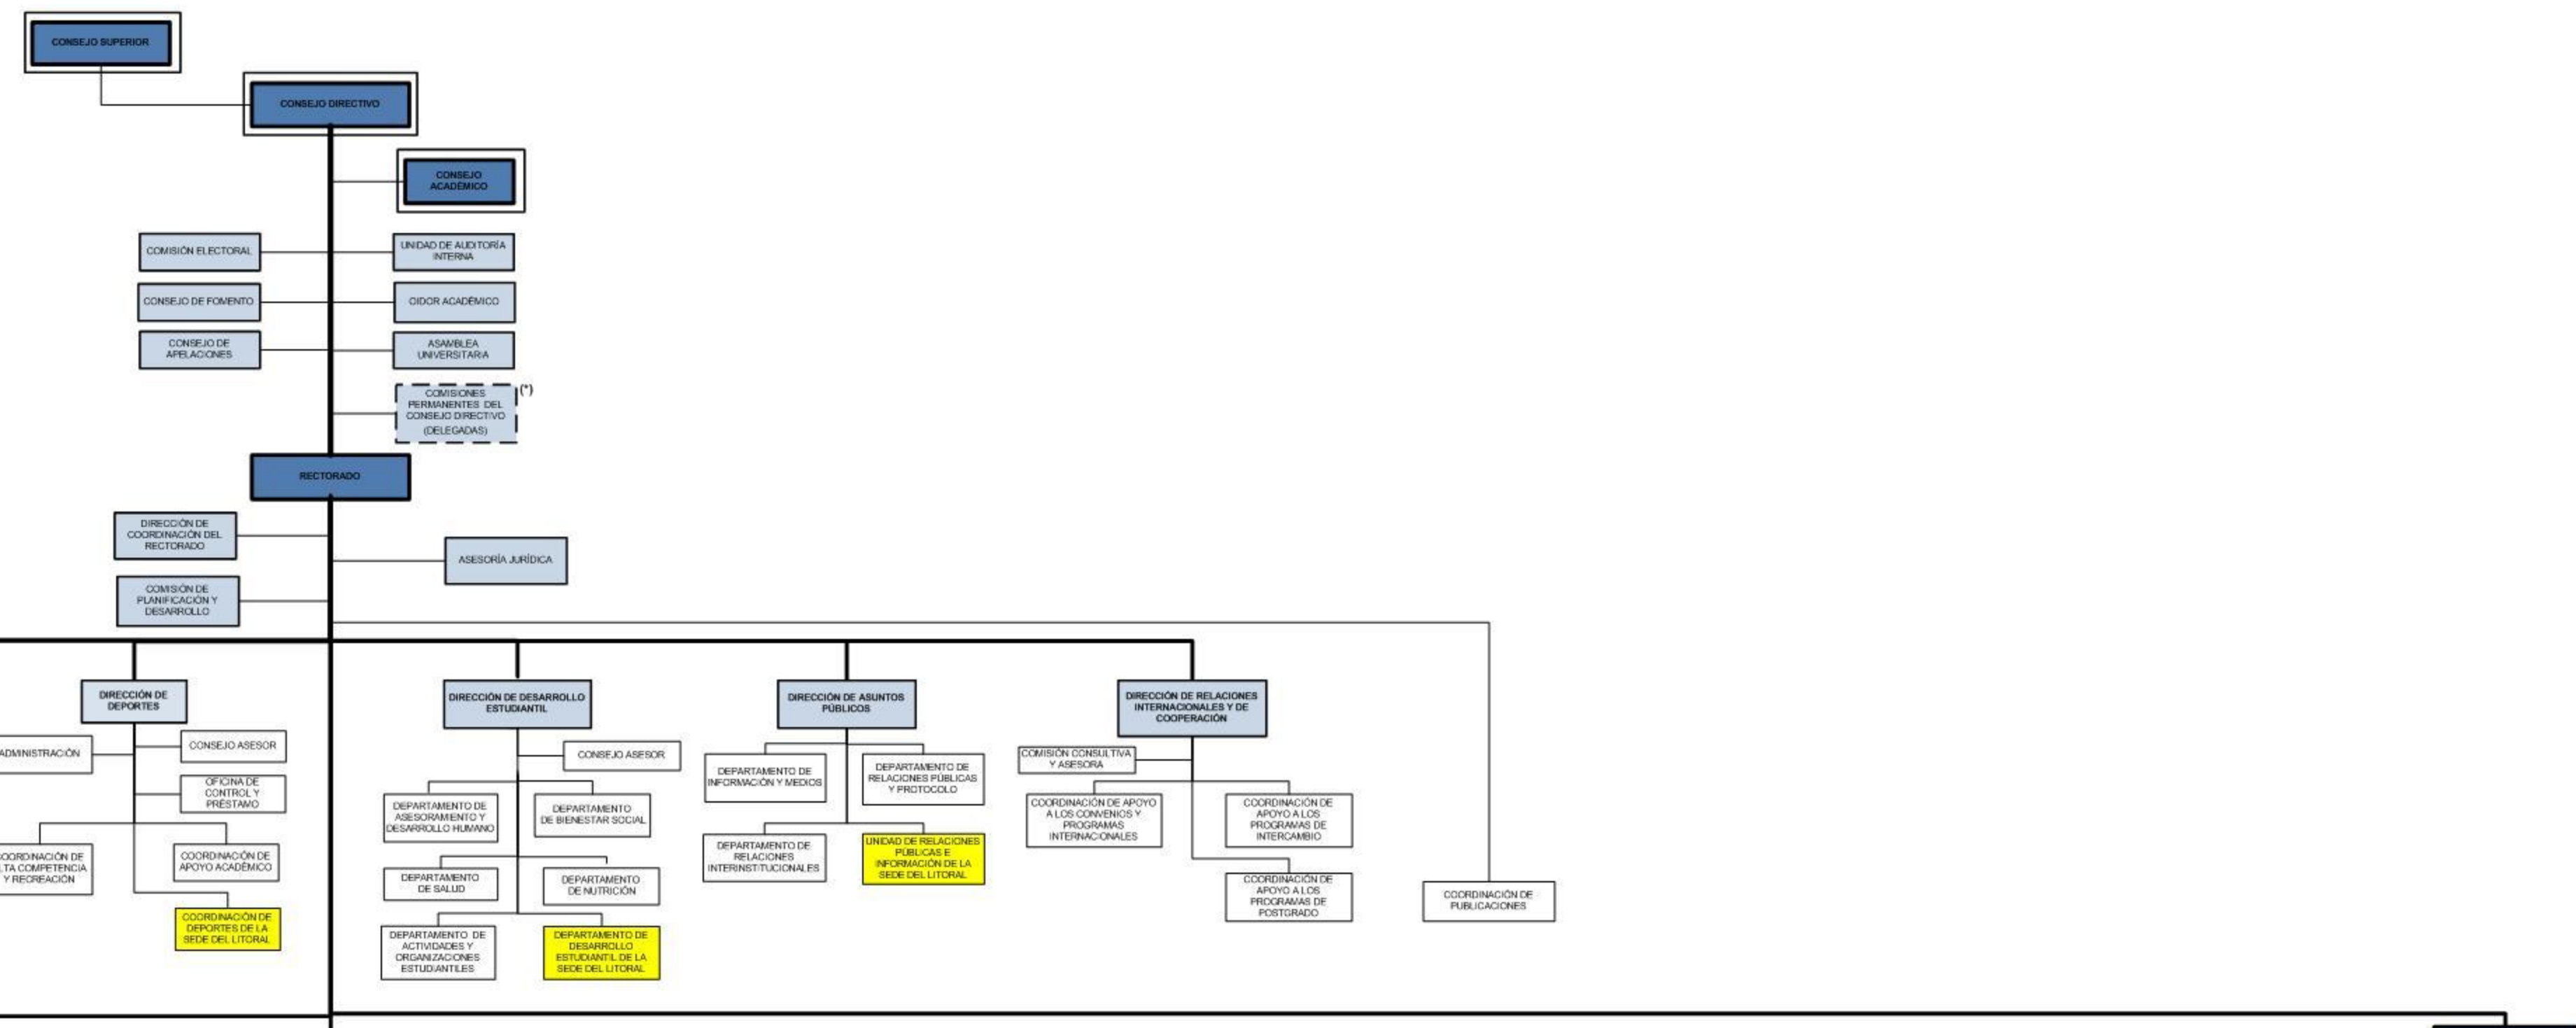 CONSEJO SUPERIOR
CONSEJO DIRECTIVO
CONSEJO
ACADÉMICO
COMISIÓN ELECTORAL
UNIDAD DE AUDITORÍA
INTERNA
CONSEJO DE FOMENTO
OIDOR ACADÉMICO
CONSEJO DE
APELACIONES
ASAMBLEA
UNIVERSITARIA
COMISIONES
PERMANENTES DEL
CONSEJO DIRECTIVO
(DELEGADAS)
(*)
RECTORADO
DIRECCIÓN DE
COORDINACIÓN DEL
RECTORADO
ASESORÍA JURÍDICA
COMISIÓN DE
PLANIFICACIÓN Y
DESARROLLO
DIRECCIÓN DE
DEPORTES
ADMINISTRACIÓN
CONSEJO ASESOR
OFICINA DE
CONTROL Y
PRÉSTAMO
COORDINACIÓN DE
LTA COMPETENCIA
Y RECREACIÓN
COORDINACIÓN DE
APOYO ACADÉMICO
COORDINACIÓN DE
DEPORTES DE LA
SEDE DEL LITORAL
DIRECCIÓN DE DESARROLLO
ESTUDIANTIL
CONSEJO ASESOR
DEPARTAMENTO DE
ASESORAMIENTO Y
DESARROLLO HUMANO
DEPARTAMENTO
DE BIENESTAR SOCIAL
DEPARTAMENTO
DE SALUD
DEPARTAMENTO
DE NUTRICIÓN
DEPARTAMENTO DE
ACTIVIDADES Y
ORGANIZACIONES
ESTUDIANTILES
DEPARTAMENTO DE
DESARROLLO
ESTUDIANTIL DE LA
SEDE DEL LITORAL
DIRECCIÓN DE ASUNTOS
PÚBLICOS
DEPARTAMENTO DE
INFORMACIÓN Y MEDIOS
DEPARTAMENTO DE
RELACIONES PÚBLICAS
Y PROTOCOLO
DEPARTAMENTO DE
RELACIONES
INTERINSTITUCIONALES
UNIDAD DE RELACIONES
PÚBLICAS E
INFORMACIÓN DE LA
SEDE DEL LITORAL
DIRECCIÓN DE RELACIONES
INTERNACIONALES Y DE
COOPERACIÓN
COMISIÓN CONSULTIVA
Y ASESORA
COORDINACIÓN DE APOYO
A LOS CONVENIOS Y
PROGRAMAS
INTERNACIONALES
COORDINACIÓN DE
APOYO A LOS
PROGRAMAS DE
INTERCAMBIO
COORDINACIÓN DE
APOYO A LOS
PROGRAMAS DE
POSTGRADO
COORDINACIÓN DE
PUBLICACIONES